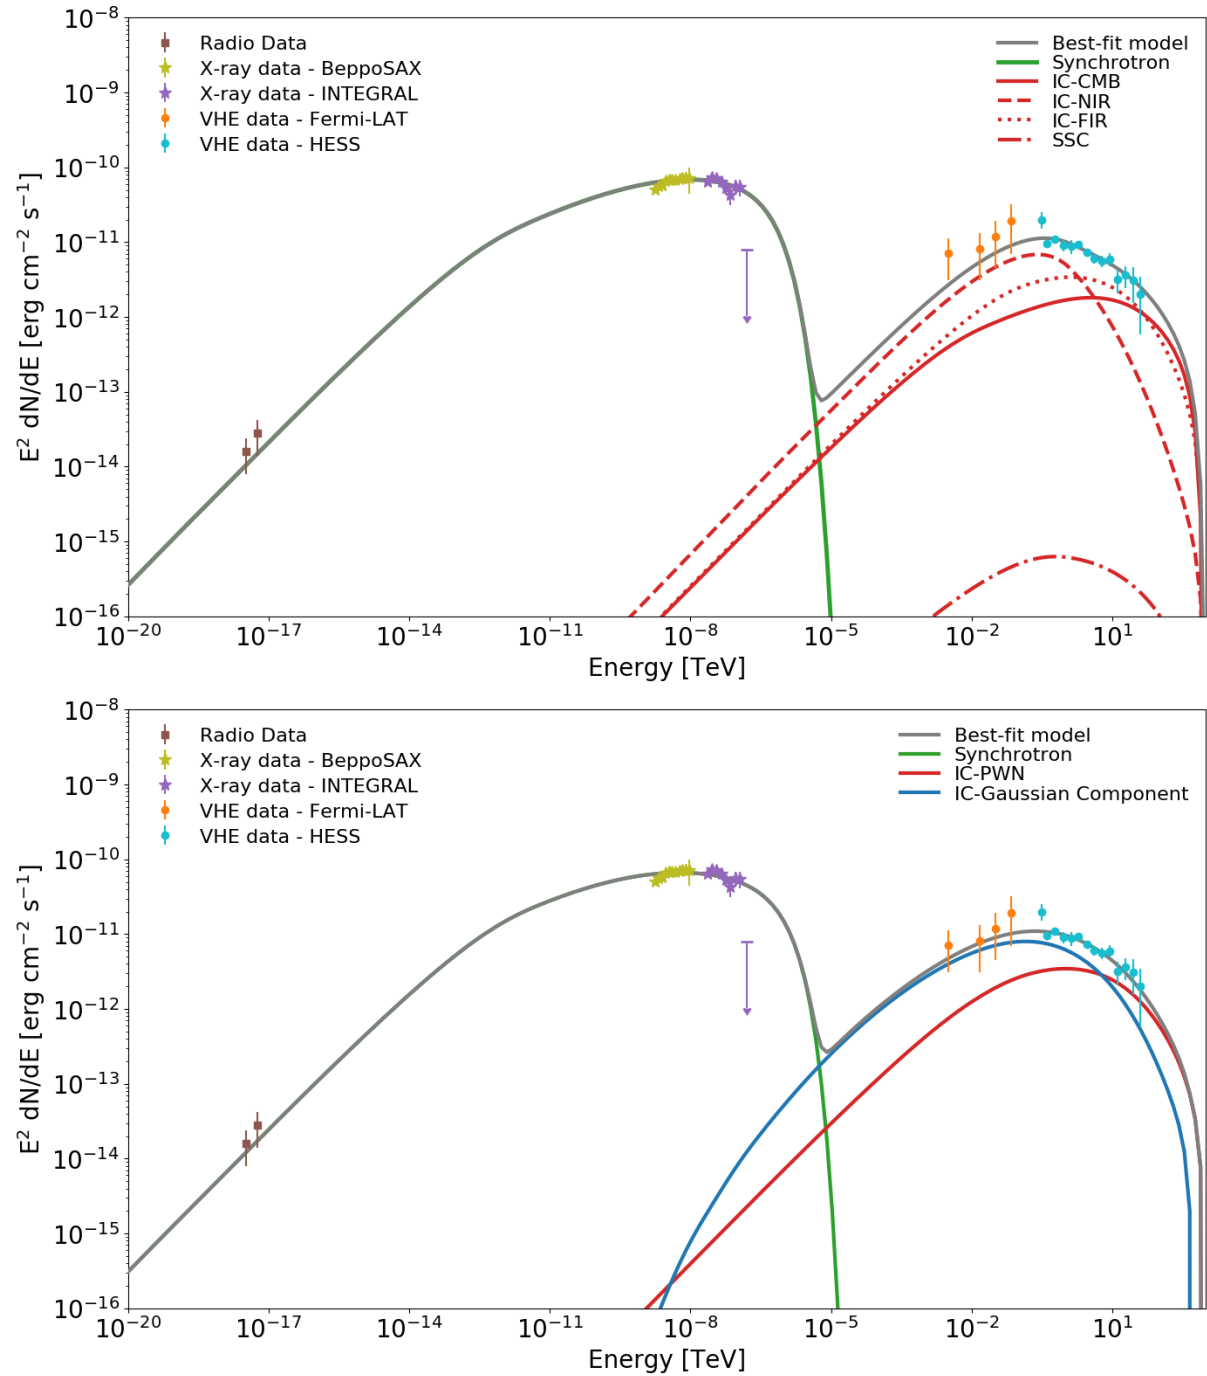 10⁻⁸
10⁻⁹
10⁻¹⁰
10⁻¹¹
10⁻¹²
10⁻¹³
10⁻¹⁴
10⁻¹⁵
10⁻¹⁶
E² dN/dE [erg cm⁻² s⁻¹]
Radio Data
X-ray data - BeppoSAX
X-ray data - INTEGRAL
VHE data - Fermi-LAT
VHE data - HESS
Best-fit model
Synchrotron
IC-CMB
IC-NIR
IC-FIR
SSC
10⁻²⁰ 10⁻¹⁷ 10⁻¹⁴ 10⁻¹¹ 10⁻⁸ 10⁻⁵ 10⁻² 10¹
Energy [TeV]
10⁻⁸
10⁻⁹
10⁻¹⁰
10⁻¹¹
10⁻¹²
10⁻¹³
10⁻¹⁴
10⁻¹⁵
10⁻¹⁶
E² dN/dE [erg cm⁻² s⁻¹]
Radio Data
X-ray data - BeppoSAX
X-ray data - INTEGRAL
VHE data - Fermi-LAT
VHE data - HESS
Best-fit model
Synchrotron
IC-PWN
IC-Gaussian Component
10⁻²⁰ 10⁻¹⁷ 10⁻¹⁴ 10⁻¹¹ 10⁻⁸ 10⁻⁵ 10⁻² 10¹
Energy [TeV]